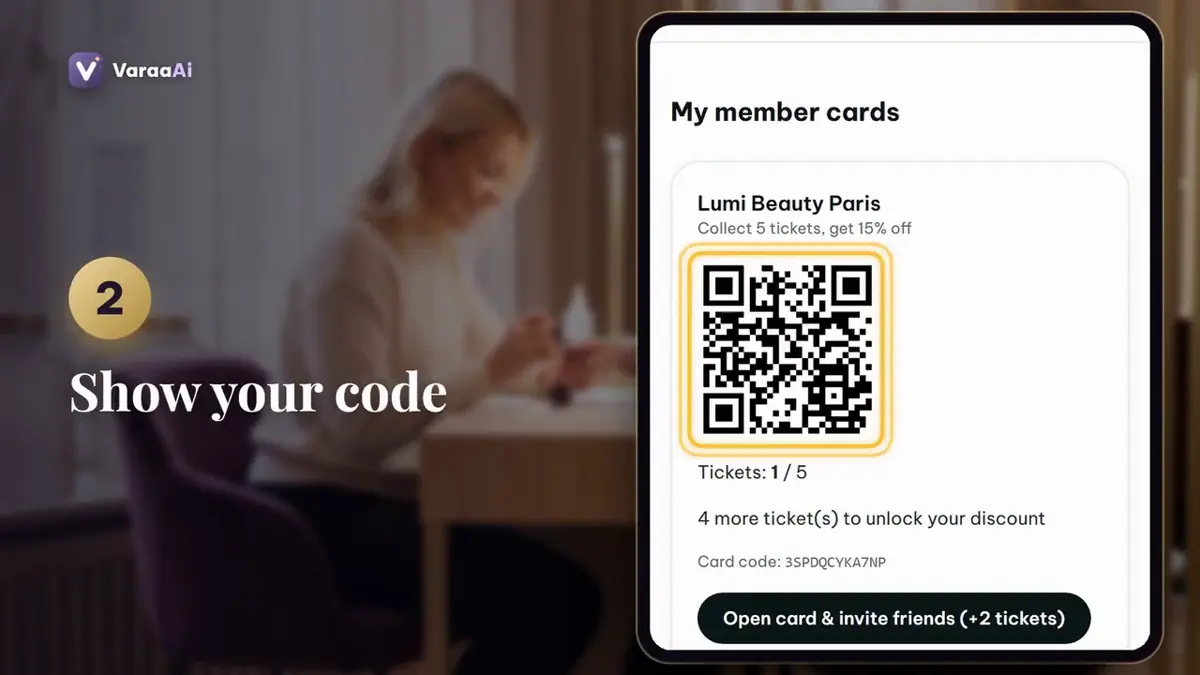 VaraaAi
2
Show your code
My member cards
Lumi Beauty Paris
Collect 5 tickets, get 15% off
Tickets: 1 / 5
4 more ticket(s) to unlock your discount
Card code: 3SPDQCYKA7NP
Open card & invite friends (+2 tickets)